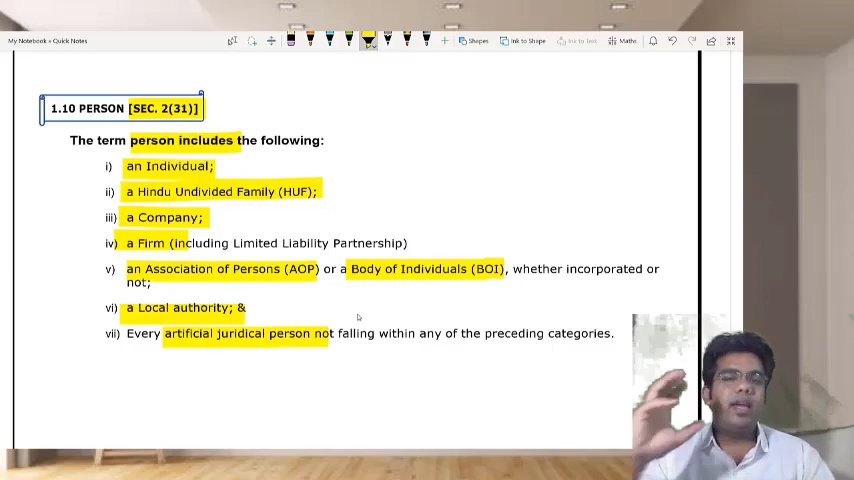 My Notebook » Quick Notes
Shapes
Ink to Shape
Ink to Text
Maths
1.10 PERSON [SEC. 2(31)]
The term person includes the following:
i) an Individual;
ii) a Hindu Undivided Family (HUF);
iii) a Company;
iv) a Firm (including Limited Liability Partnership)
v) an Association of Persons (AOP) or a Body of Individuals (BOI), whether incorporated or
not;
vi) a Local authority; &
vii) Every artificial juridical person not falling within any of the preceding categories.